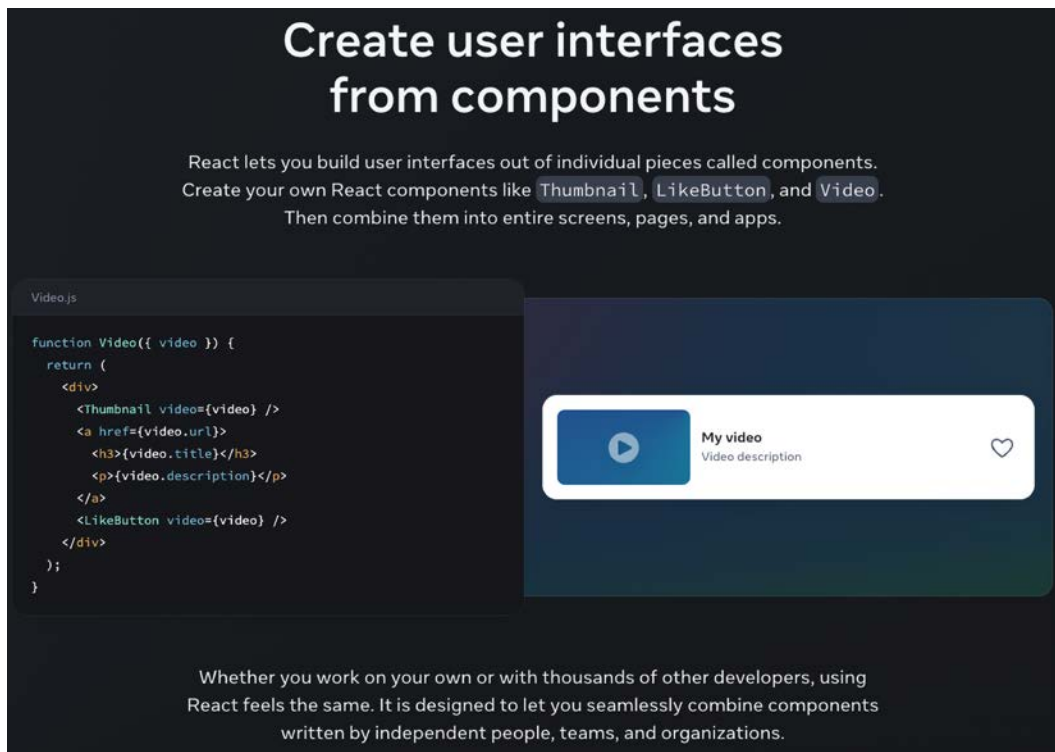 Create user interfaces
from components
React lets you build user interfaces out of individual pieces called components.
Create your own React components like Thumbnail, LikeButton, and Video.
Then combine them into entire screens, pages, and apps.
Video.js
function Video({ video }) {
  return (
    <div>
      <Thumbnail video={video} />
      <a href={video.url}>
        <h3>{video.title}</h3>
        <p>{video.description}</p>
      </a>
      <LikeButton video={video} />
    </div>
  );
}
My video
Video description
Whether you work on your own or with thousands of other developers, using
React feels the same. It is designed to let you seamlessly combine components
written by independent people, teams, and organizations.